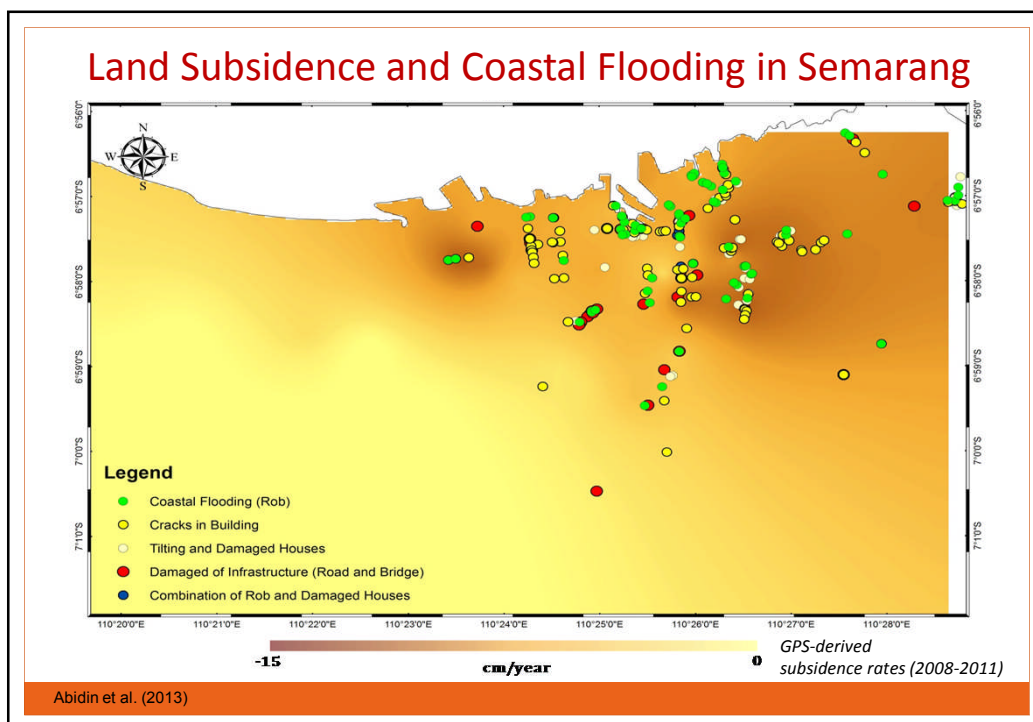 Land Subsidence and Coastal Flooding in Semarang
6°56'0"
6°56'0"
N
W
E
S
6°57'0"S
6°57'0"S
6°58'0"S
6°58'0"S
6°59'0"S
6°59'0"S
7°0'0"S
7°0'0"S
7°1'0"S
7°1'0"S
Legend
Coastal Flooding (Rob)
Cracks in Building
Tilting and Damaged Houses
Damaged of Infrastructure (Road and Bridge)
Combination of Rob and Damaged Houses
110°20'0"E 110°21'0"E 110°22'0"E 110°23'0"E 110°24'0"E 110°25'0"E 110°26'0"E 110°27'0"E 110°28'0"E
-15 cm/year 0
GPS-derived
subsidence rates (2008-2011)
Abidin et al. (2013)